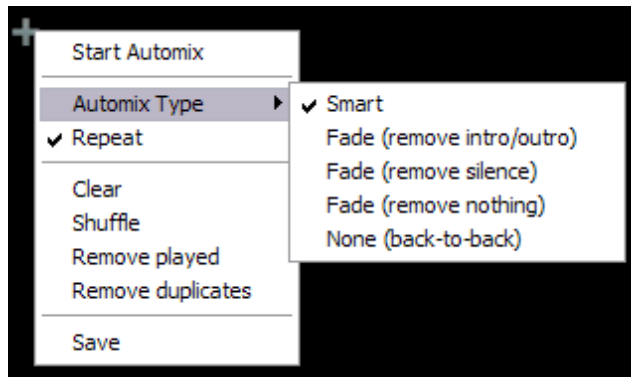 Start Automix
Automix Type
Repeat
Clear
Shuffle
Remove played
Remove duplicates
Save
Smart
Fade (remove intro/outro)
Fade (remove silence)
Fade (remove nothing)
None (back-to-back)